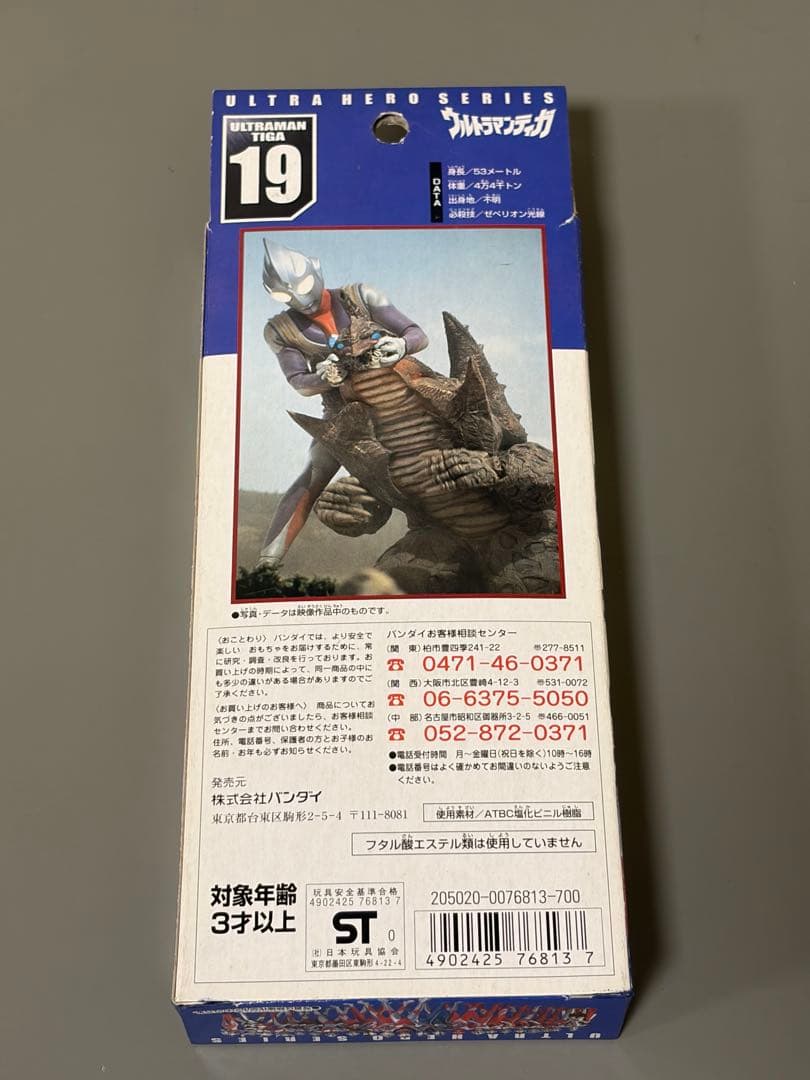 ULTRA HERO SERIES
ULTRAMAN
TIGA
19
ウルトラマンティガ
DATA
身長/53メートル
体重/4万4千トン
出身地/不明
必殺技/ゼペリオン光線
●写真・データは映像作品中のものです。
〈おことわり〉バンダイでは、より安全で
楽しい おもちゃをお届けするために、常
に研究・調査・改良を行っております。お
買い上げの時期によって、同一商品の中に
も多少の違いがある場合がありますのでご
了承ください。
〈お買い上げのお客様へ〉 商品についてお
気づきの点がございましたら、お客様相談
センターまでお問い合わせください。
住所、電話番号、保護者の方とお子様のお
名前・お年も必ずお知らせください。
発売元
株式会社バンダイ
東京都台東区駒形2-5-4 〒111-8081
バンダイお客様相談センター
(関 東)柏市豊四季241-22 〒277-8511
☎ 0471-46-0371
(関 西)大阪市北区豊崎4-12-3 〒531-0072
☎ 06-6375-5050
(中 部)名古屋市昭和区御器所3-2-5 〒466-0051
☎ 052-872-0371
●電話受付時間 月〜金曜日(祝日を除く)10時〜16時
●電話番号はよく確かめてお間違いのないようご注意
ください。
使用素材/ATBC塩化ビニル樹脂
フタル酸エステル類は使用していません
対象年齢
3才以上
玩具安全基準合格
4902425 76813 7
ST 0
(社)日本玩具協会
東京都墨田区東駒形4-22-4
205020-0076813-700
4 902425 768137
ULTRA HERO SERIES